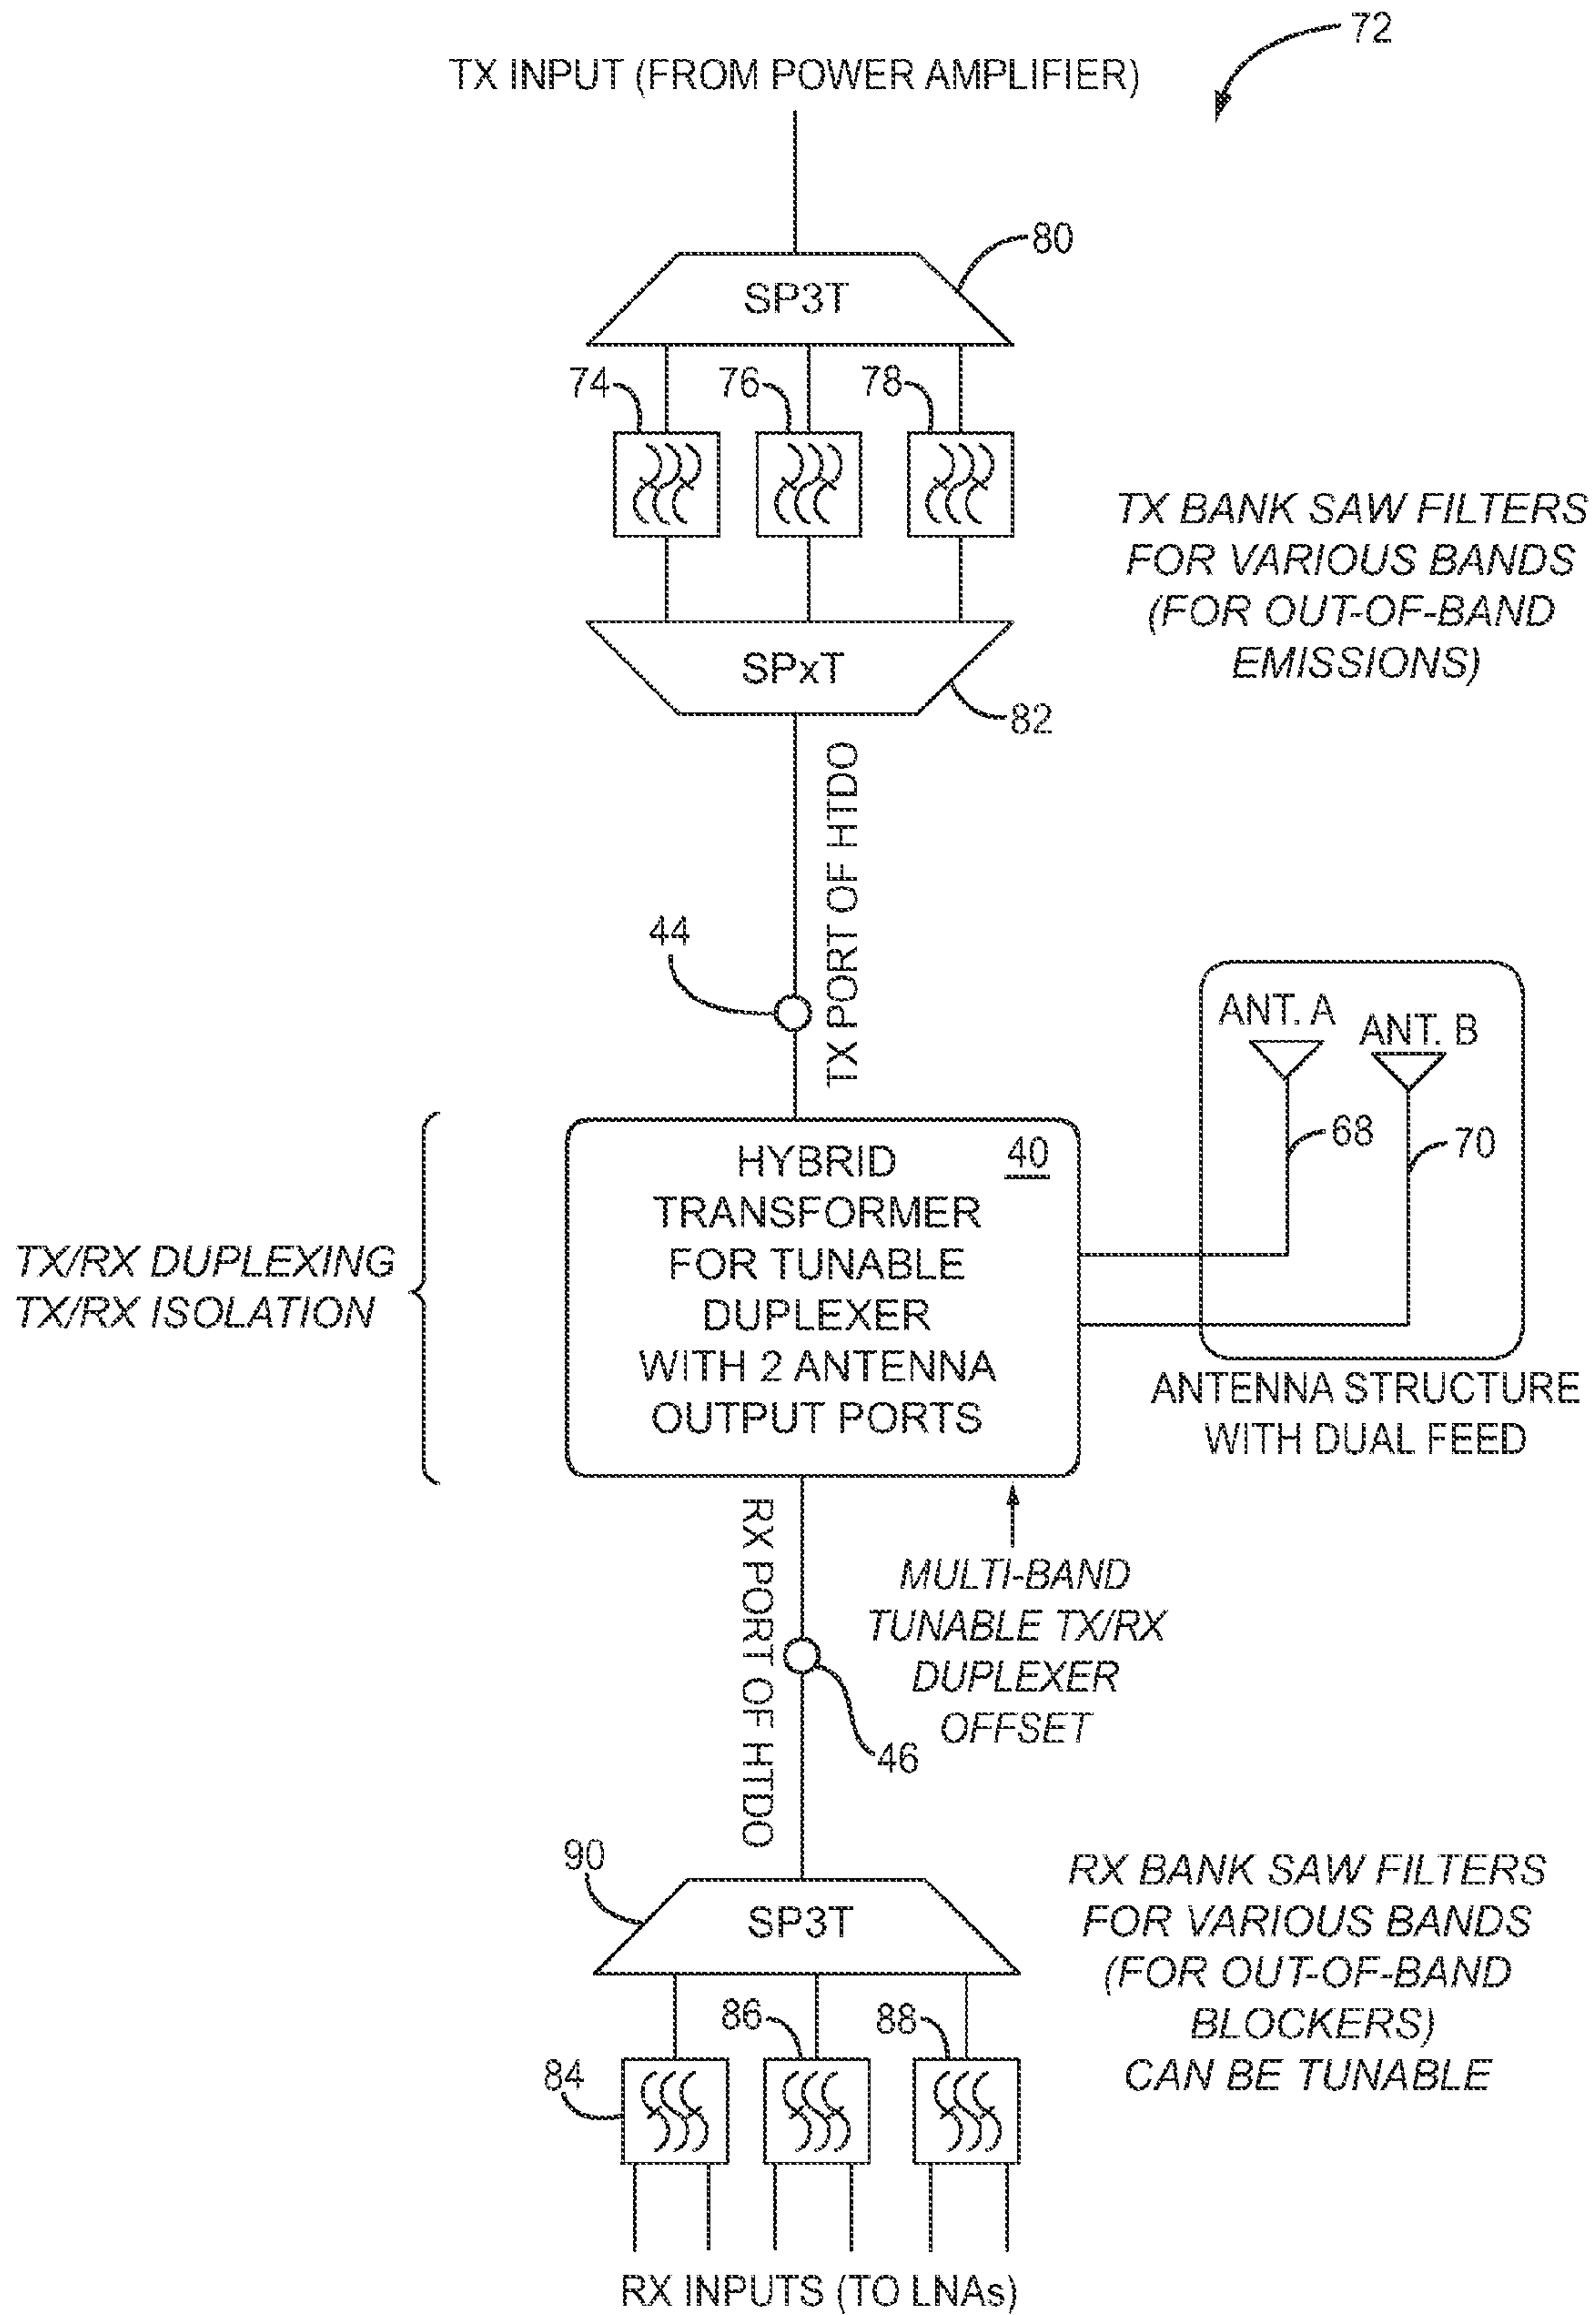 72
TX INPUT (FROM POWER AMPLIFIER)
80
SP3T
74
76
78
TX BANK SAW FILTERS
FOR VARIOUS BANDS
(FOR OUT-OF-BAND
EMISSIONS)
SPxT
82
TX PORT OF HTDO
44
ANT. A
ANT. B
68
70
ANTENNA STRUCTURE
WITH DUAL FEED
40
HYBRID
TRANSFORMER
FOR TUNABLE
DUPLEXER
WITH 2 ANTENNA
OUTPUT PORTS
TX/RX DUPLEXING
TX/RX ISOLATION
RX PORT OF HTDO
MULTI-BAND
TUNABLE TX/RX
DUPLEXER
OFFSET
46
90
SP3T
RX BANK SAW FILTERS
FOR VARIOUS BANDS
(FOR OUT-OF-BAND
BLOCKERS)
CAN BE TUNABLE
84
86
88
RX INPUTS (TO LNAs)